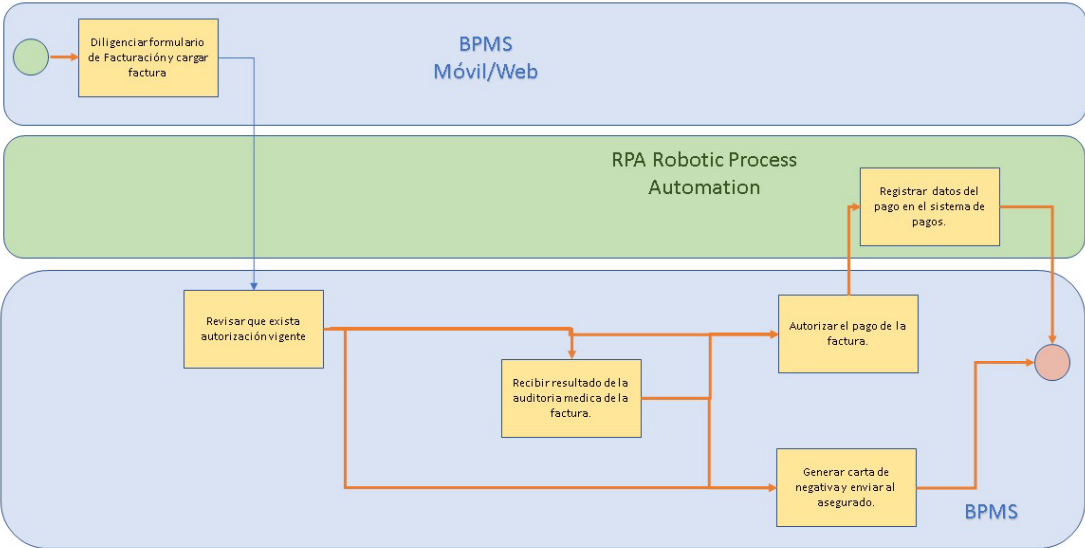 Diligenciar formulario
de Facturación y cargar
factura
BPMS
Móvil/Web
RPA Robotic Process
Automation
Registrar datos del
pago en el sistema de
pagos.
Revisar que exista
autorización vigente
Autorizar el pago de la
factura.
Recibir resultado de la
auditoria medica de la
factura.
Generar carta de
negativa y enviar al
asegurado.
BPMS